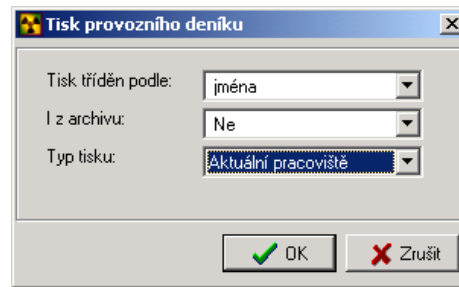 Tisk provozního deníku
Tisk tříděn podle: jména
I z archivu: Ne
Typ tisku: Aktuální pracoviště
OK Zrušit